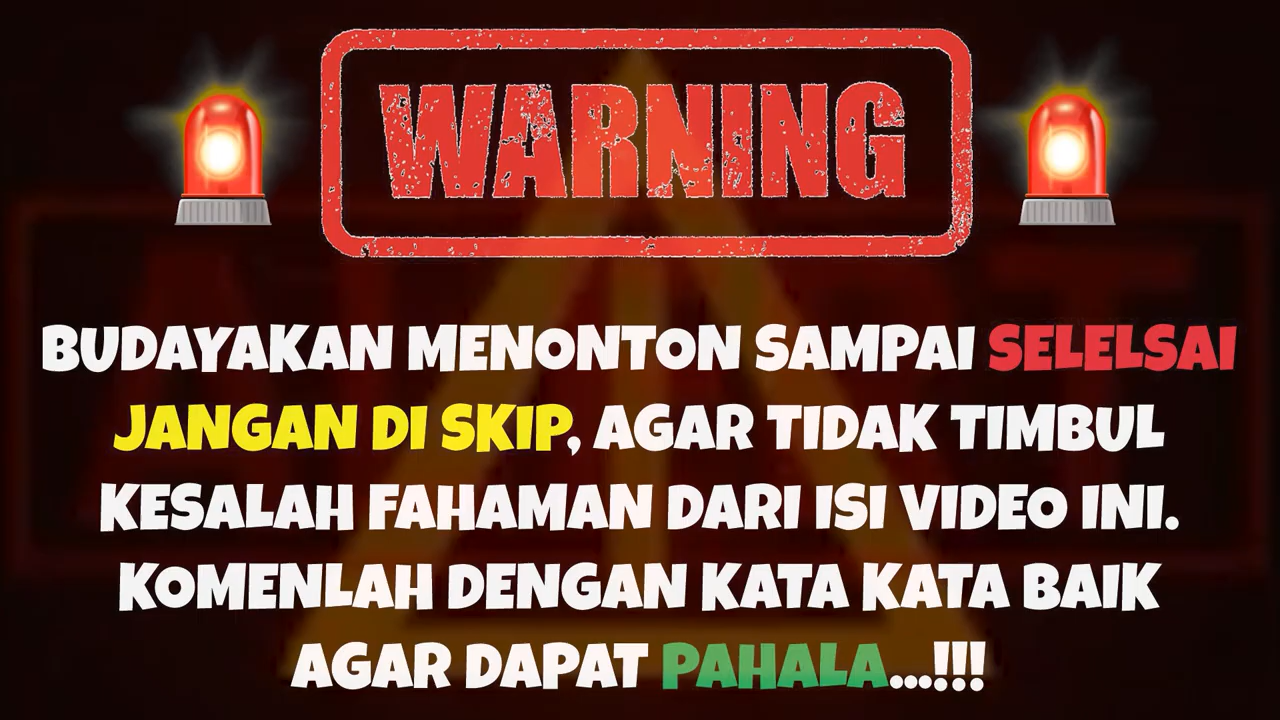 WARNING
BUDAYAKAN MENONTON SAMPAI SELELSAI
JANGAN DI SKIP, AGAR TIDAK TIMBUL
KESALAH FAHAMAN DARI ISI VIDEO INI.
KOMENLAH DENGAN KATA KATA BAIK
AGAR DAPAT PAHALA...!!!